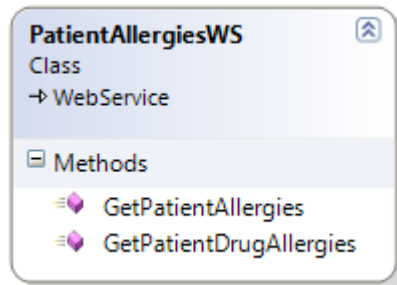 PatientAllergiesWS
Class
WebService
Methods
GetPatientAllergies
GetPatientDrugAllergies